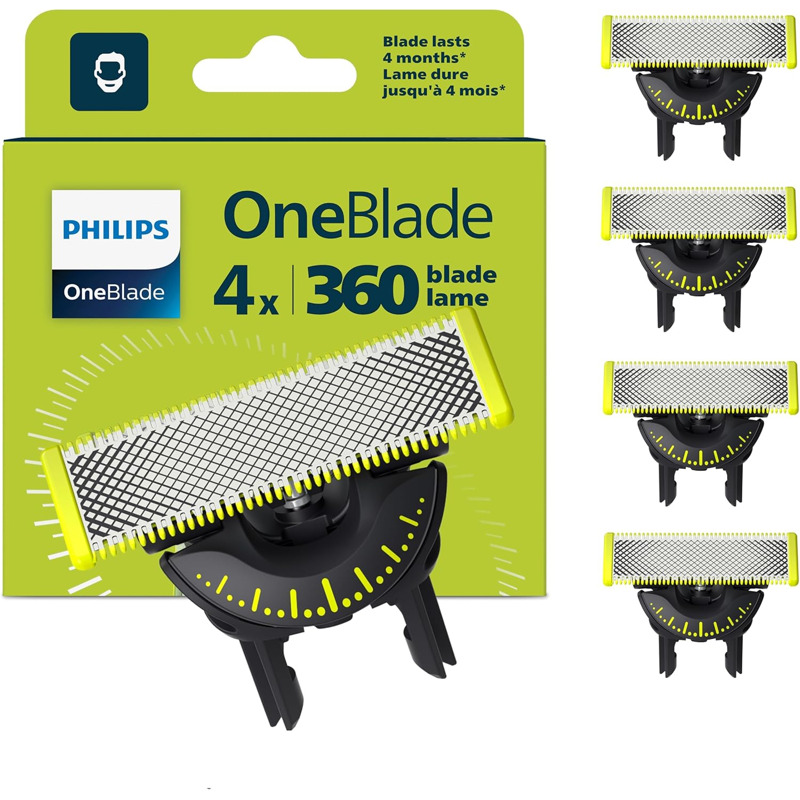 Blade lasts
4 months*
Lame dure
jusqu'à 4 mois*
PHILIPS
OneBlade
OneBlade
4x | 360 blade
lame